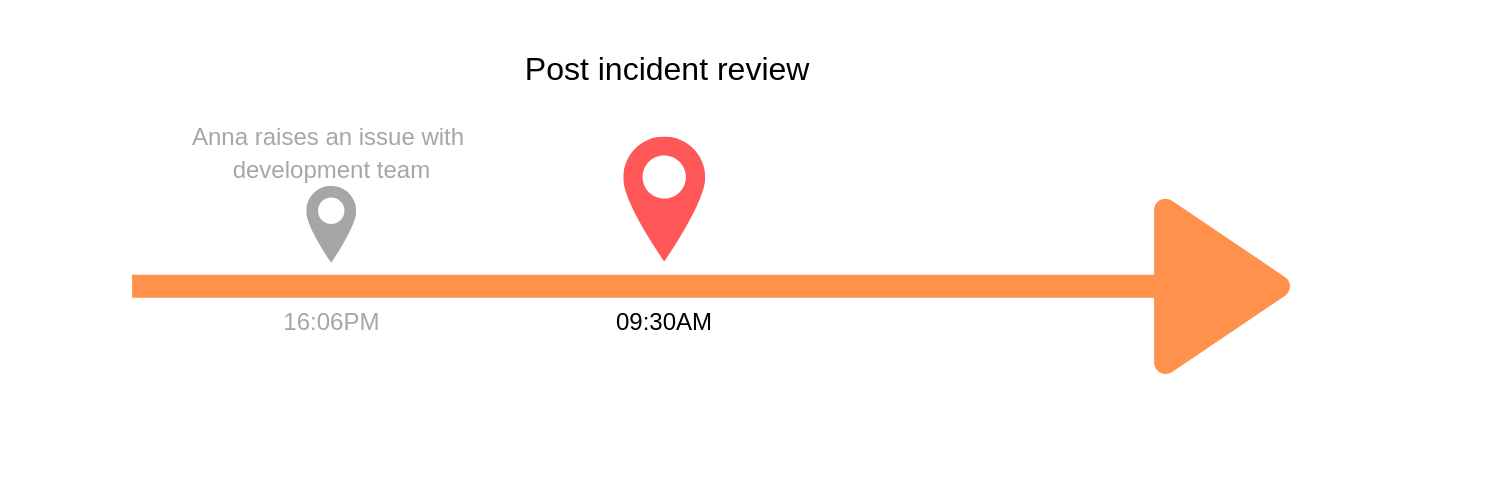 Post incident review
Anna raises an issue with
development team
16:06PM
09:30AM